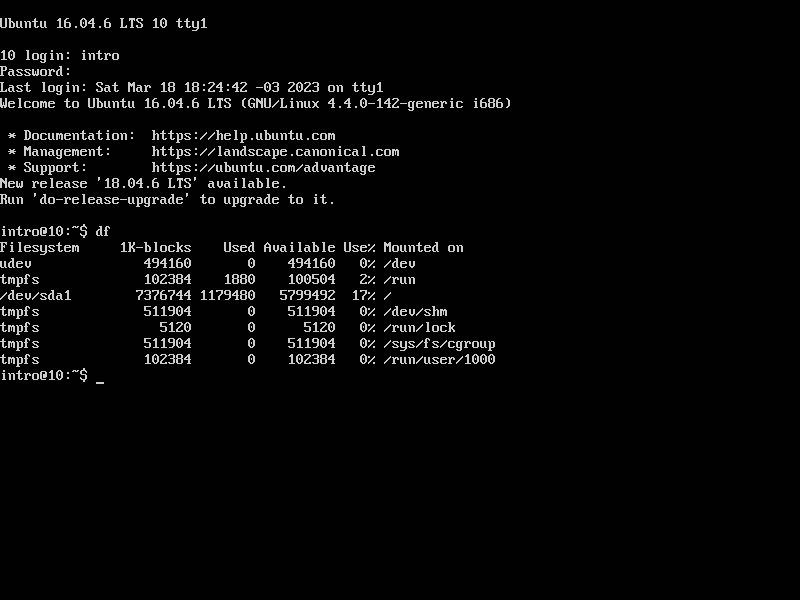 Ubuntu 16.04.6 LTS 10 tty1
10 login: intro
Password:
Last login: Sat Mar 18 18:24:42 -03 2023 on tty1
Welcome to Ubuntu 16.04.6 LTS (GNU/Linux 4.4.0-142-generic i686)
 * Documentation:  https://help.ubuntu.com
 * Management:     https://landscape.canonical.com
 * Support:        https://ubuntu.com/advantage
New release '18.04.6 LTS' available.
Run 'do-release-upgrade' to upgrade to it.
intro@10:~$ df
Filesystem     1K-blocks    Used Available Use% Mounted on
udev              494160       0    494160   0% /dev
tmpfs             102384    1880    100504   2% /run
/dev/sda1        7376744 1179480   5799492  17% /
tmpfs             511904       0    511904   0% /dev/shm
tmpfs               5120       0      5120   0% /run/lock
tmpfs             511904       0    511904   0% /sys/fs/cgroup
tmpfs             102384       0    102384   0% /run/user/1000
intro@10:~$ _